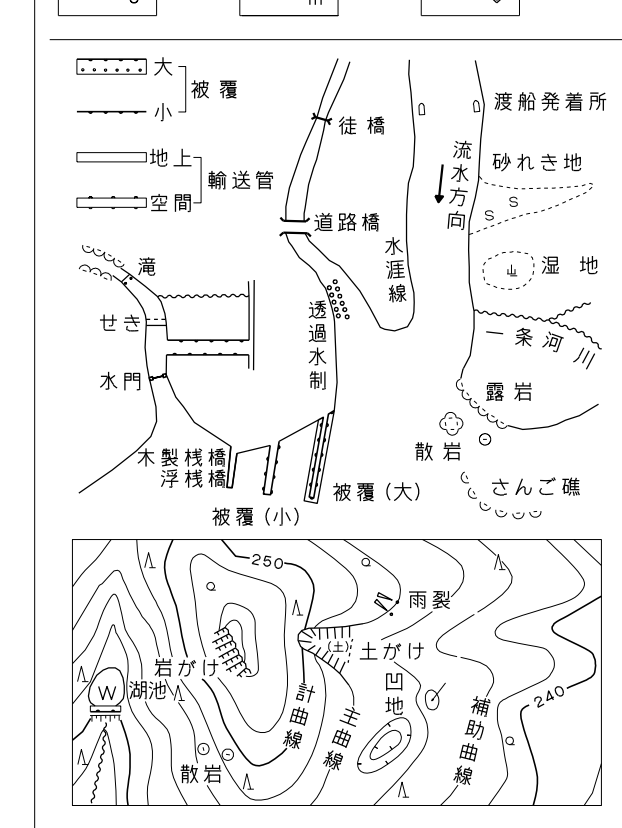 大
被覆
小
地上
輸送管
空間
徒橋
道路橋
渡船発着所
流水方向
砂れき地
S
S
湿地
水涯線
滝
せき
水門
透過水制
一条河川
露岩
散岩
さんご礁
木製桟橋
浮桟橋
被覆(大)
被覆(小)
250
雨裂
(土)
土がけ
岩がけ
W
湖池
計曲線
主曲線
凹地
補助曲線
240
散岩